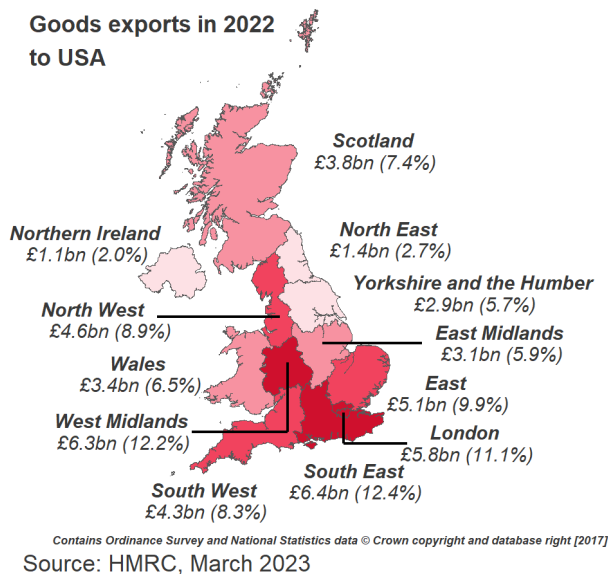 Goods exports in 2022
to USA
Scotland
£3.8bn (7.4%)
Northern Ireland
£1.1bn (2.0%)
North East
£1.4bn (2.7%)
Yorkshire and the Humber
£2.9bn (5.7%)
North West
£4.6bn (8.9%)
East Midlands
£3.1bn (5.9%)
Wales
£3.4bn (6.5%)
East
£5.1bn (9.9%)
West Midlands
£6.3bn (12.2%)
London
£5.8bn (11.1%)
South East
£6.4bn (12.4%)
South West
£4.3bn (8.3%)
Contains Ordinance Survey and National Statistics data © Crown copyright and database right [2017]
Source: HMRC, March 2023